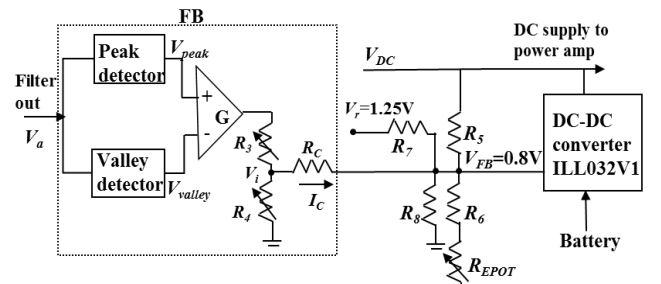 FB
Peak
detector
V_peak
Filter
out
V_a
+
G
-
Valley
detector
V_valley
R_3
V_i
R_4
R_C
I_C
V_DC
DC supply to
power amp
V_r=1.25V
R_7
R_5
V_FB=0.8V
R_8
R_6
R_EPOT
DC-DC
converter
ILL032V1
Battery